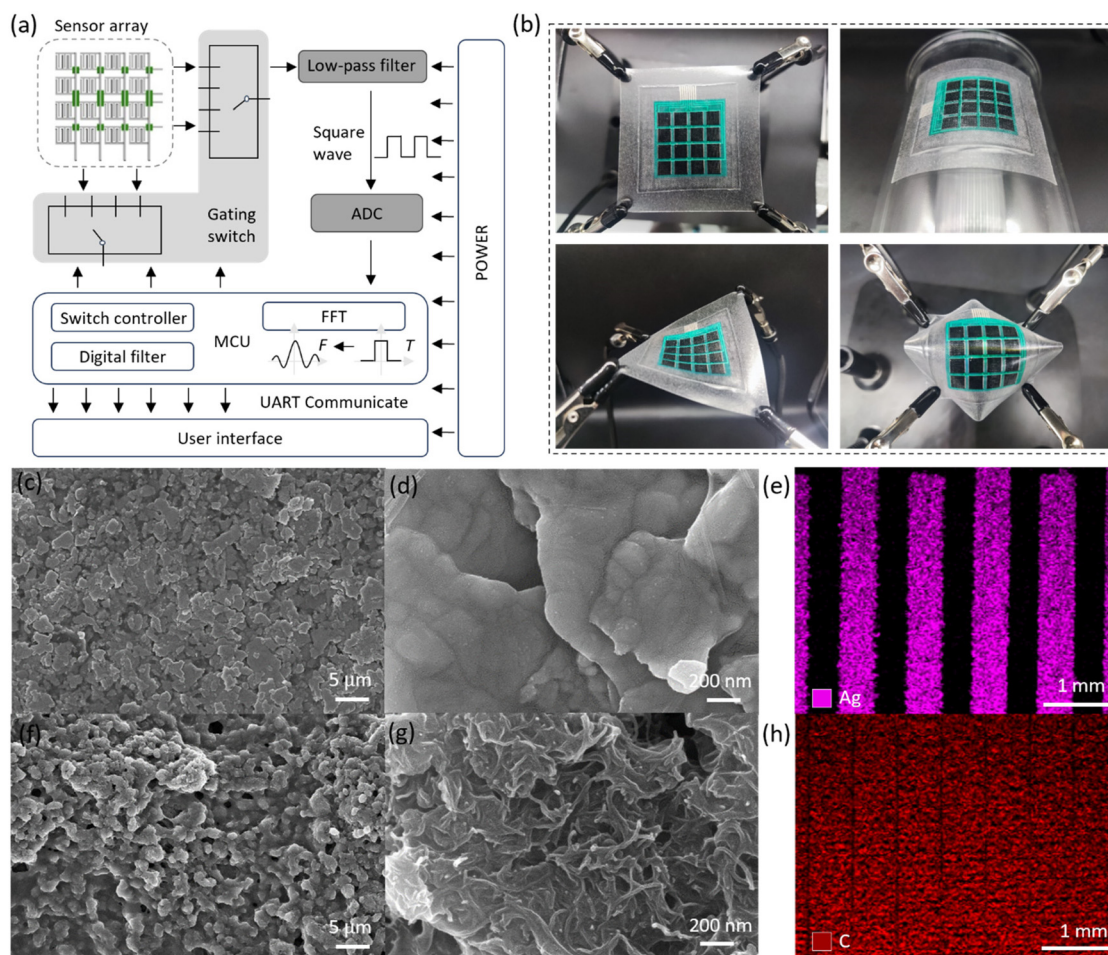 (a)
Sensor array
Low-pass filter
Square
wave
ADC
Gating
switch
POWER
Switch controller
Digital filter
MCU
FFT
F
T
UART Communicate
User interface
(b)
(c)
5 μm
(d)
200 nm
(e)
Ag
1 mm
(f)
5 μm
(g)
200 nm
(h)
C
1 mm